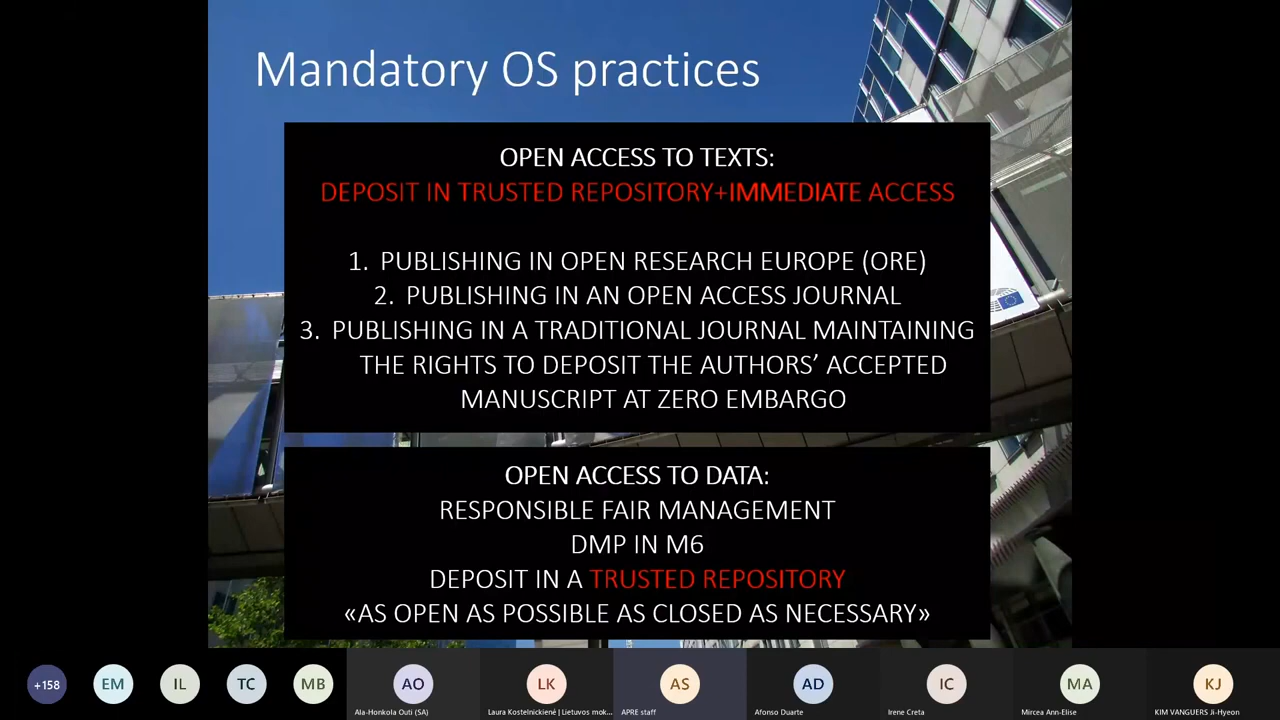 Mandatory OS practices
OPEN ACCESS TO TEXTS:
DEPOSIT IN TRUSTED REPOSITORY+IMMEDIATE ACCESS
1. PUBLISHING IN OPEN RESEARCH EUROPE (ORE)
2. PUBLISHING IN AN OPEN ACCESS JOURNAL
3. PUBLISHING IN A TRADITIONAL JOURNAL MAINTAINING
THE RIGHTS TO DEPOSIT THE AUTHORS’ ACCEPTED
MANUSCRIPT AT ZERO EMBARGO
OPEN ACCESS TO DATA:
RESPONSIBLE FAIR MANAGEMENT
DMP IN M6
DEPOSIT IN A TRUSTED REPOSITORY
«AS OPEN AS POSSIBLE AS CLOSED AS NECESSARY»
+158
EM
IL
TC
MB
AO
LK
AS
AD
IC
MA
KJ
Ala-Honkola Outi (SA)
Laura Kostelnickienė | Lietuvos mok...
APRE staff
Afonso Duarte
Irene Creta
Mircea Ann-Elise
KIM VANGUERS Ji-Hyeon